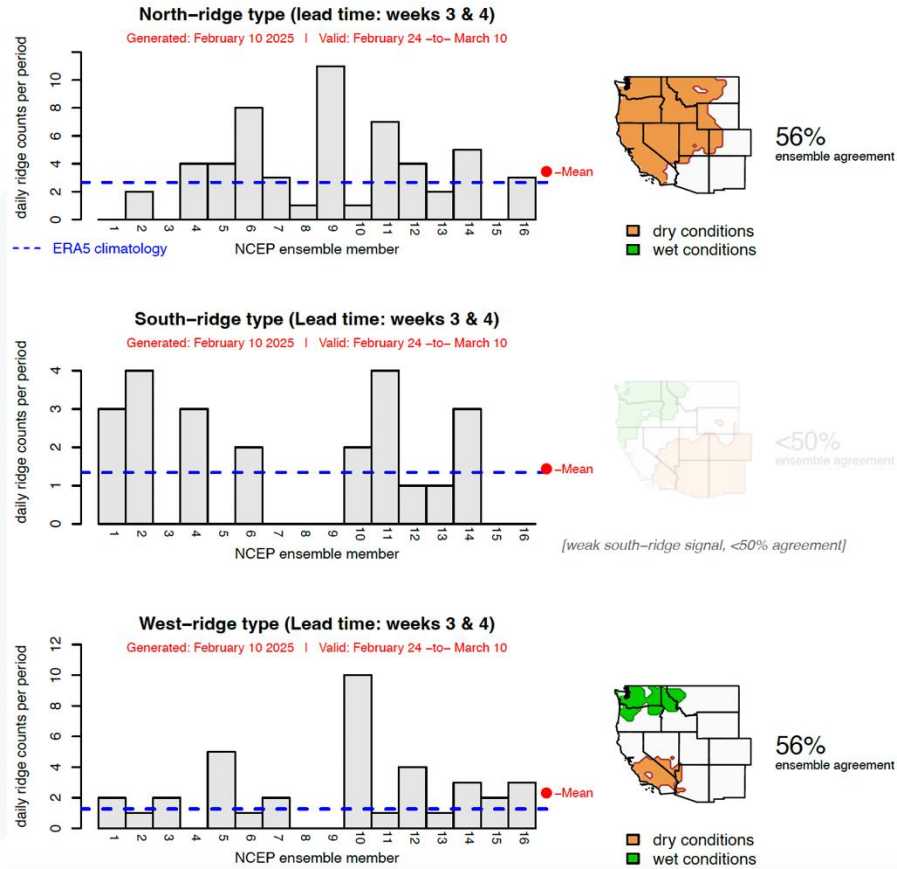 North-ridge type (lead time: weeks 3 & 4)
Generated: February 10 2025 | Valid: February 24 -to- March 10
daily ridge counts per period
0 2 4 6 8 10
1 2 3 4 5 6 7 8 9 10 11 12 13 14 16
NCEP ensemble member
-Mean
ERA5 climatology
56%
ensemble agreement
dry conditions
wet conditions
South-ridge type (Lead time: weeks 3 & 4)
Generated: February 10 2025 | Valid: February 24 -to- March 10
daily ridge counts per period
0 1 2 3 4
1 2 3 4 5 6 7 8 9 10 11 12 13 14 15 16
NCEP ensemble member
-Mean
<50%
ensemble agreement
[weak south-ridge signal, <50% agreement]
West-ridge type (Lead time: weeks 3 & 4)
Generated: February 10 2025 | Valid: February 24 -to- March 10
daily ridge counts per period
0 2 4 6 8 10 12
1 2 3 4 5 6 7 8 9 10 11 12 13 14 15 16
NCEP ensemble member
-Mean
56%
ensemble agreement
dry conditions
wet conditions